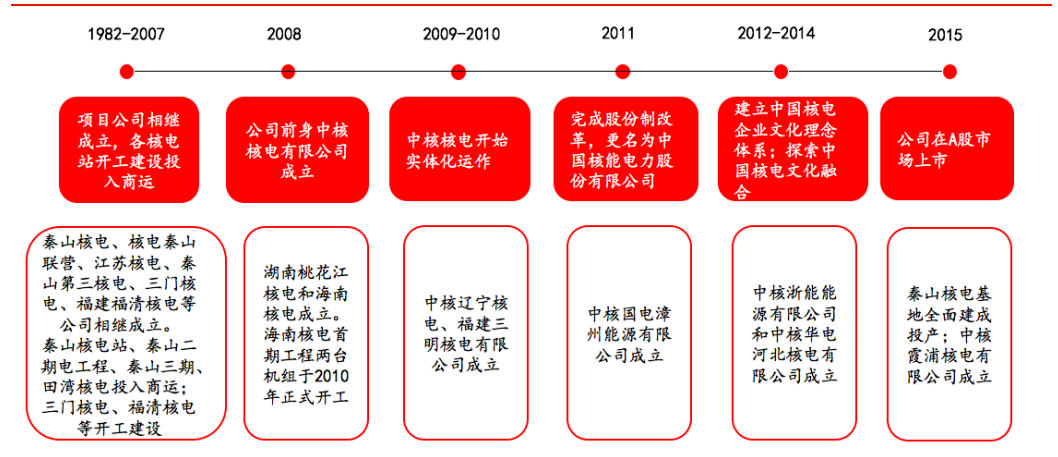 1982-2007
2008
2009-2010
2011
2012-2014
2015
项目公司相继
成立，各核电
站开工建设投
入商运
公司前身中核
核电有限公司
成立
中核核电开始
实体化运作
完成股份制改
革，更名为中
国核能电力股
份有限公司
建立中国核电
企业文化理念
体系；探索中
国核电文化融
合
公司在A股市
场上市
秦山核电、核电秦山
联营、江苏核电、秦
山第三核电、三门核
电、福建福清核电等
公司相继成立。
秦山核电站、秦山二
期电工程、秦山三期、
田湾核电投入商运；
三门核电、福清核电
等开工建设
湖南桃花江
核电和海南
核电成立。
海南核电首
期工程两台
机组于2010
年正式开工
中核辽宁核
电、福建三
明核电有限
公司成立
中核国电漳
州能源有限
公司成立
中核浙能能
源有限公司
和中核华电
河北核电有
限公司成立
秦山核电基
地全面建成
投产；中核
霞浦核电有
限公司成立